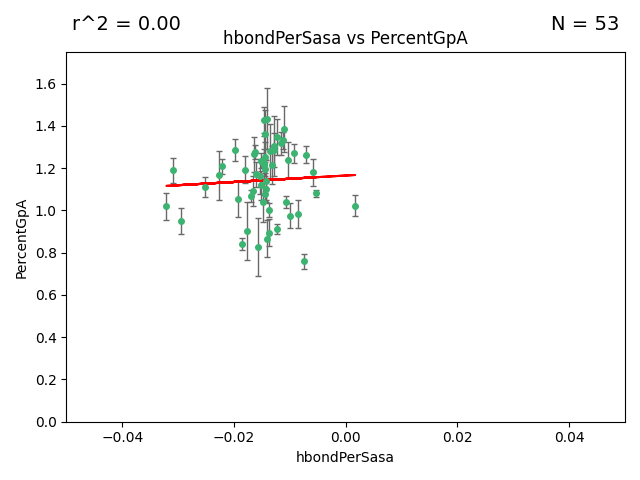 r^2 = 0.00
N = 53
hbondPerSasa vs PercentGpA
1.6
1.4
1.2
1.0
0.8
0.6
0.4
0.2
0.0
PercentGpA
−0.04
−0.02
0.00
0.02
0.04
hbondPerSasa